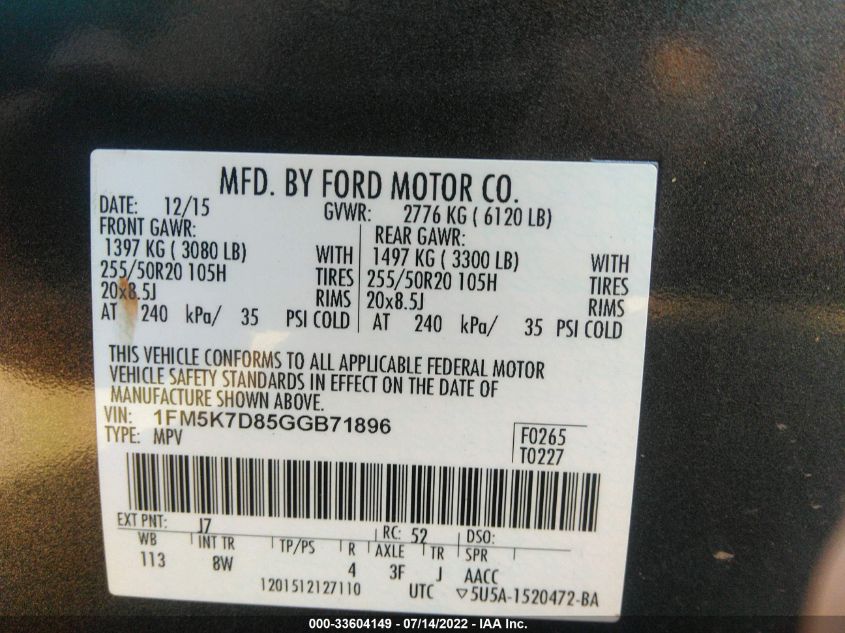 MFD. BY FORD MOTOR CO.
DATE: 12/15 GVWR: 2776 KG ( 6120 LB)
FRONT GAWR: REAR GAWR:
1397 KG ( 3080 LB) WITH 1497 KG ( 3300 LB) WITH
255/50R20 105H TIRES 255/50R20 105H TIRES
20x8.5J RIMS 20x8.5J RIMS
AT 240 kPa/ 35 PSI COLD AT 240 kPa/ 35 PSI COLD
THIS VEHICLE CONFORMS TO ALL APPLICABLE FEDERAL MOTOR
VEHICLE SAFETY STANDARDS IN EFFECT ON THE DATE OF
MANUFACTURE SHOWN ABOVE.
VIN: 1FM5K7D85GGB71896
TYPE: MPV
F0265
T0227
EXT PNT: J7 RC: 52 DSO:
WB INT TR TP/PS R AXLE TR SPR
113 8W 4 3F J AACC
1201512127110 UTC ▽5U5A-1520472-BA
000-33604149 - 07/14/2022 - IAA Inc.